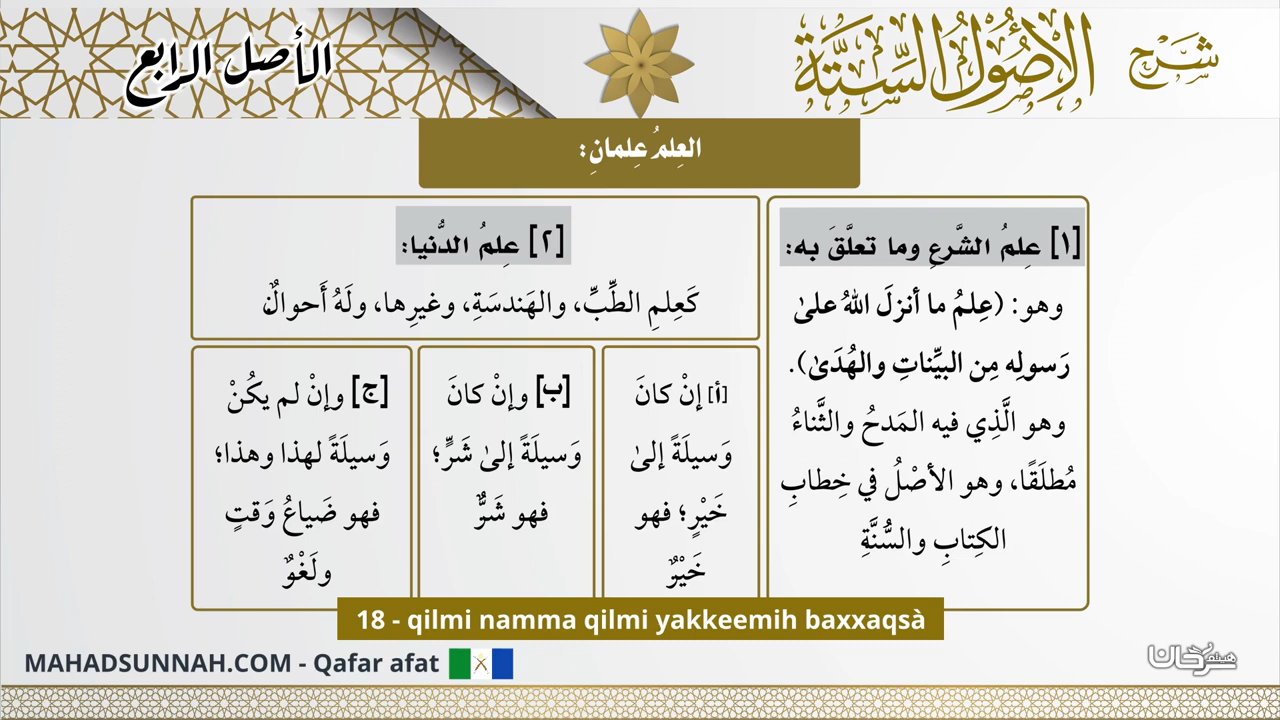 شرح
الأُصُولُ السِّتَّة
الأصل الرابع
العِلمُ عِلمانِ:
[١] عِلمُ الشَّرعِ وما تعلَّقَ به:
وهو: (عِلمُ ما أنزلَ اللهُ علىٰ
رَسولِه مِن البيِّناتِ والهُدَىٰ).
وهو الَّذِي فيه المَدحُ والثَّناءُ
مُطلَقًا، وهو الأصْلُ في خِطابِ
الكِتابِ والسُّنَّةِ
[٢] عِلمُ الدُّنيا:
كَعِلمِ الطِّبِّ، والهَندسَةِ، وغيرِها، ولَهُ أَحوالٌ
[أ] إنْ كانَ
وَسيلَةً إلىٰ
خَيْرٍ؛ فهو
خَيْرٌ
[ب] وإنْ كانَ
وَسيلَةً إلىٰ شَرٍّ؛
فهو شَرٌّ
[ج] وإنْ لم يكُنْ
وَسيلَةً لهذا وهذا؛
فهو ضَياعُ وَقتٍ
ولَغْوٌ
18 - qilmi namma qilmi yakkeemih baxxaqsà
MAHADSUNNAH.COM - Qafar afat
هيثم سرحان